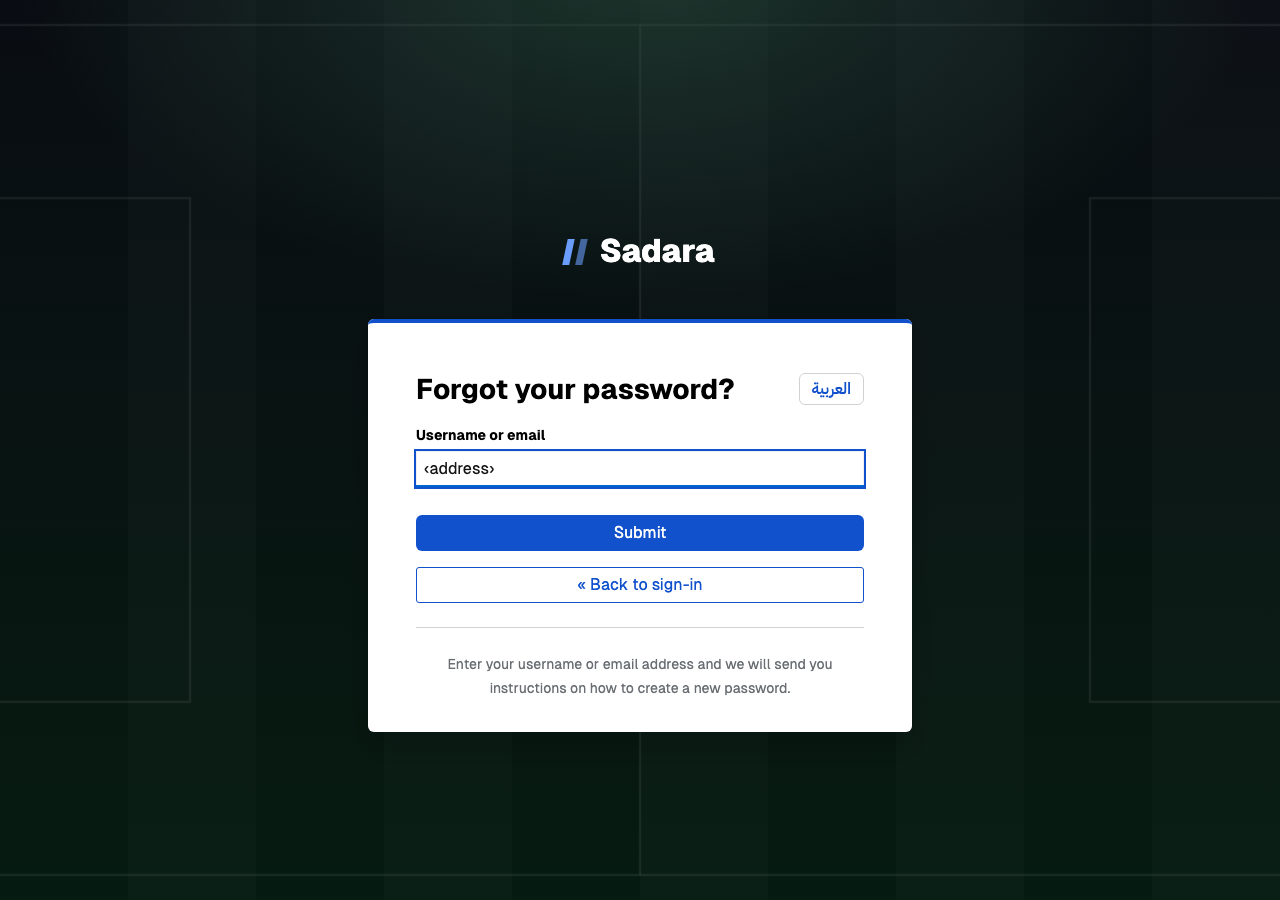 Sadara
Forgot your password?
العربية
Username or email
‹address›
Submit
« Back to sign-in
Enter your username or email address and we will send you
instructions on how to create a new password.